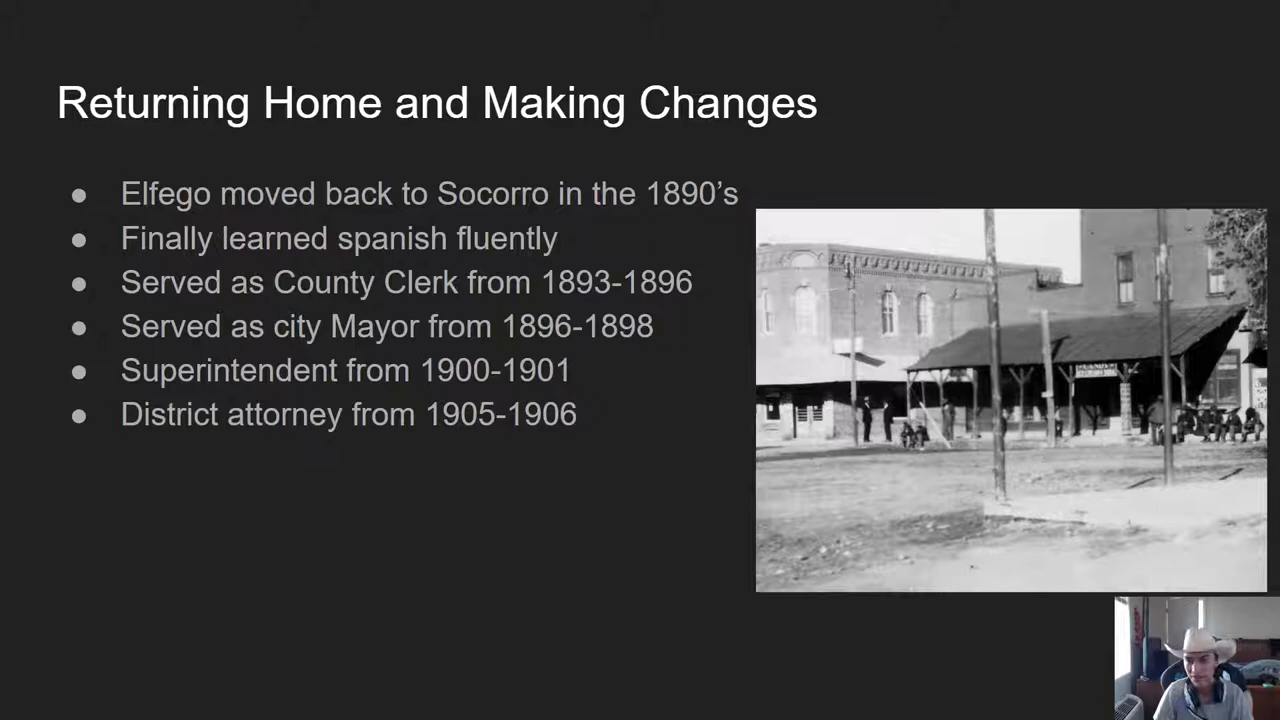 Returning Home and Making Changes
● Elfego moved back to Socorro in the 1890’s
● Finally learned spanish fluently
● Served as County Clerk from 1893-1896
● Served as city Mayor from 1896-1898
● Superintendent from 1900-1901
● District attorney from 1905-1906